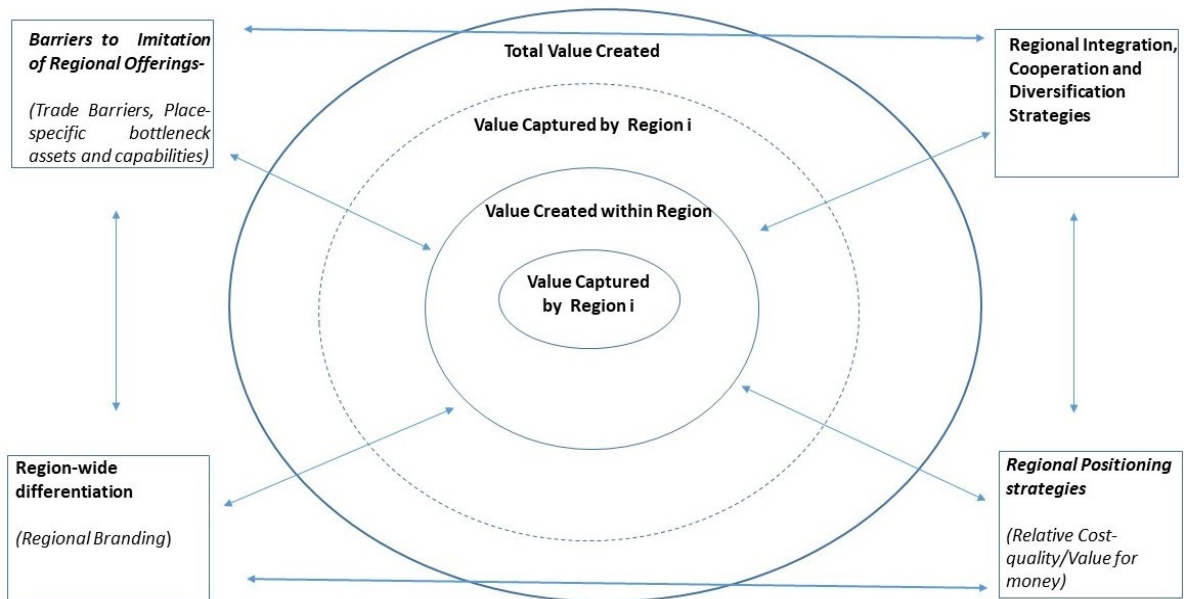 Barriers to Imitation
of Regional Offerings-
(Trade Barriers, Place-
specific bottleneck
assets and capabilities)
Total Value Created
Regional Integration,
Cooperation and
Diversification
Strategies
Value Captured by Region i
Value Created within Region
Value Captured
by Region i
Region-wide
differentiation
(Regional Branding)
Regional Positioning
strategies
(Relative Cost-
quality/Value for
money)